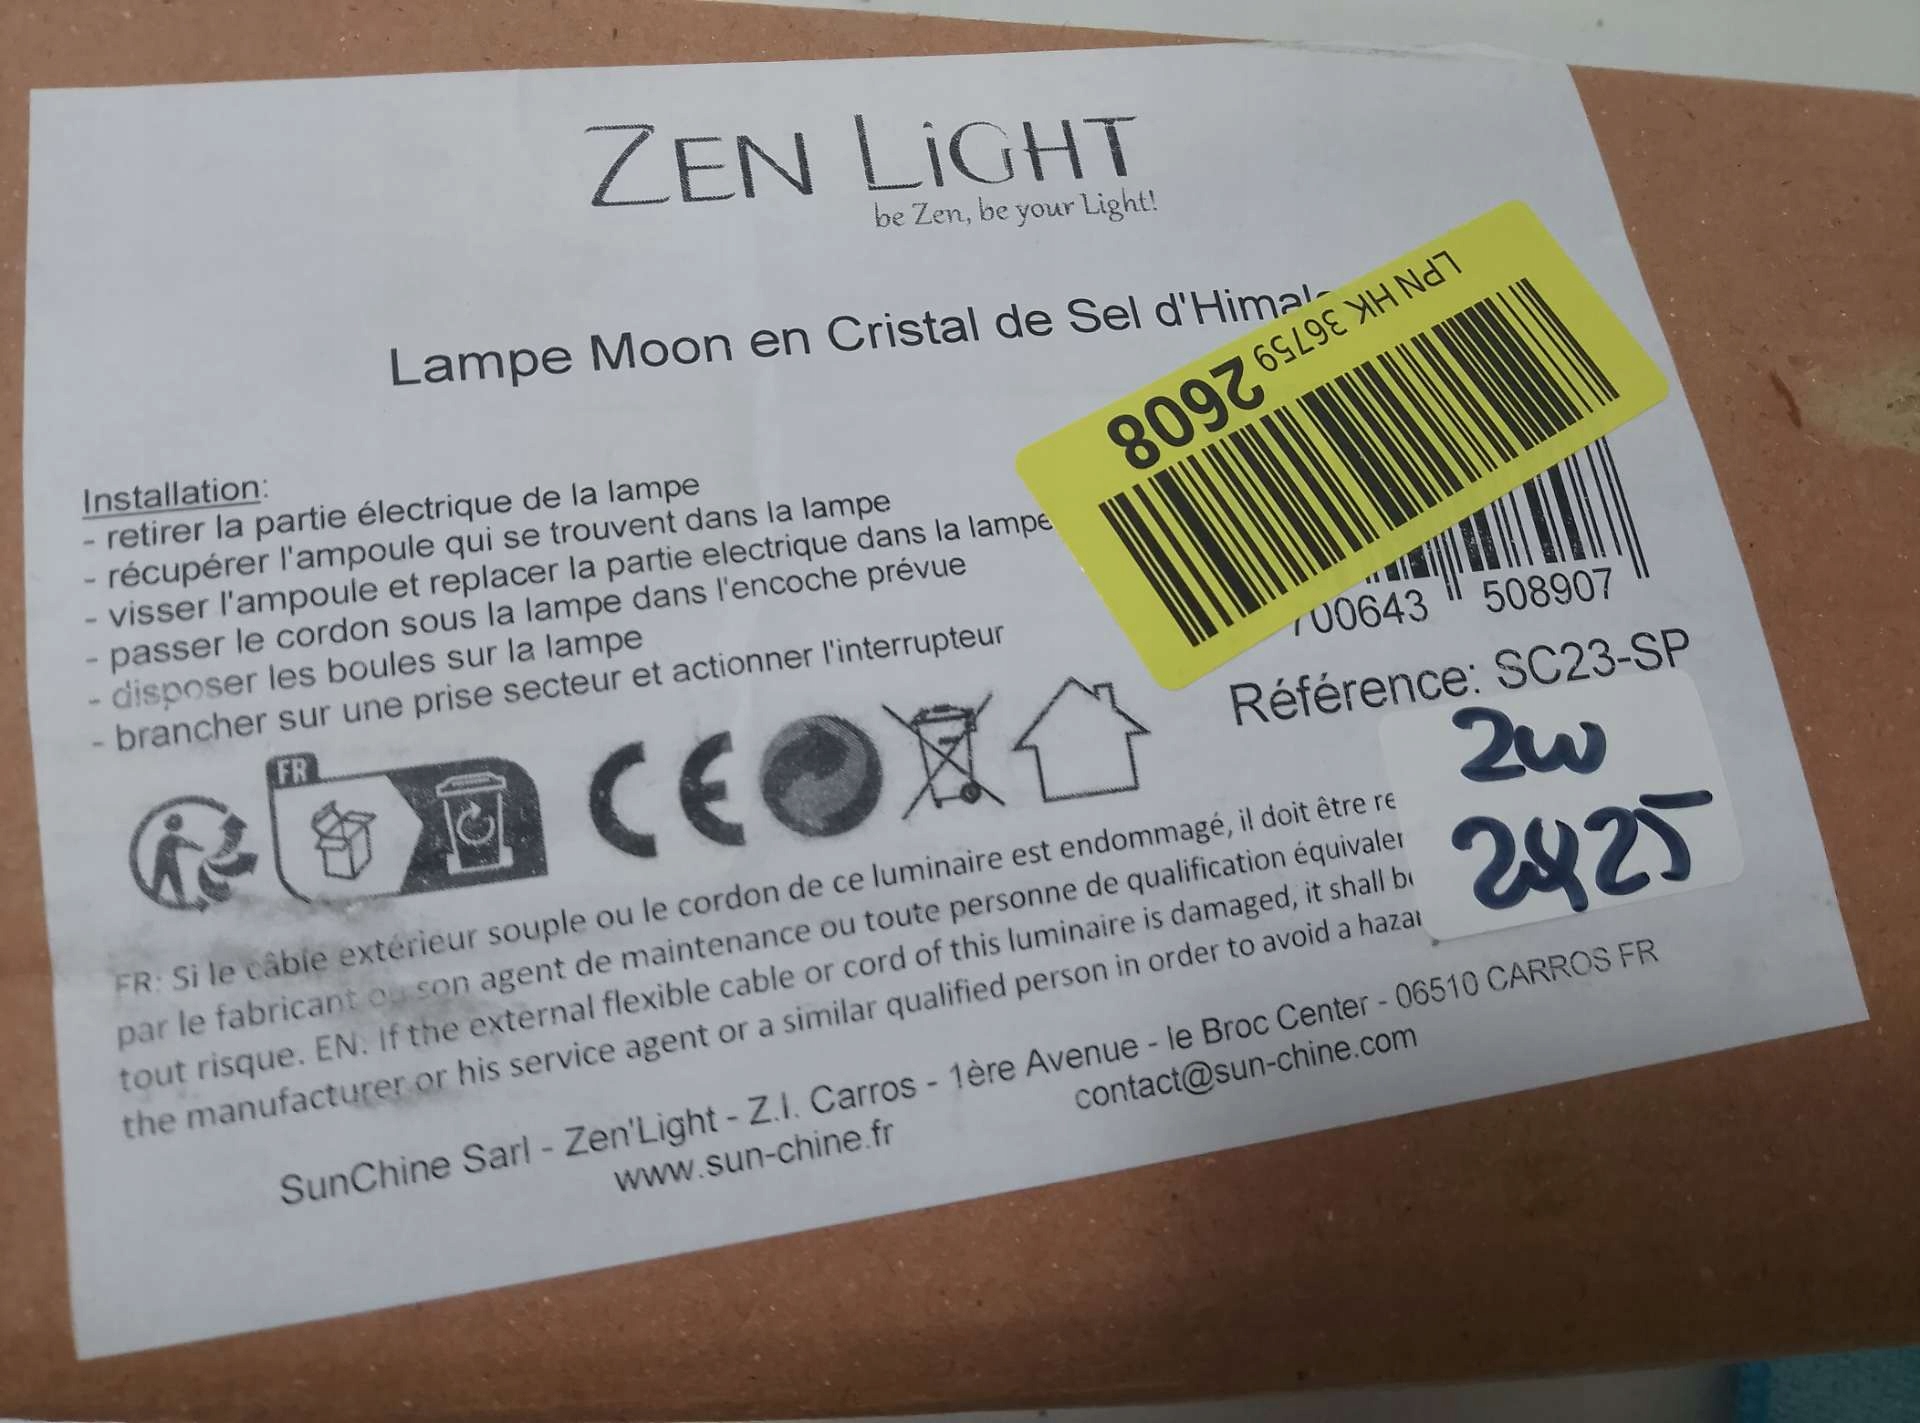 ZEN LiGHT
be Zen, be your Light!
Lampe Moon en Cristal de Sel
LPN HK 36759 2608
Installation:
- retirer la partie électrique de la lampe
- récupérer l'ampoule qui se trouvent dans la lampe
- visser l'ampoule et replacer la partie electrique dans la lampe
- passer le cordon sous la lampe dans l'encoche prévue
- disposer les boules sur la lampe
- brancher sur une prise secteur et actionner l'interrupteur
700643 508907
Référence: SC23-SP
2w
2425
FR
CE
FR: Si le câble extérieur souple ou le cordon de ce luminaire est endommagé, il doit être
par le fabricant ou son agent de maintenance ou toute personne de qualification
tout risque. EN: If the external flexible cable or cord of this luminaire is damaged, it shall
the manufacturer or his service agent or a similar qualified person in order to avoid a
SunChine Sarl - Zen'Light - Z.I. Carros - 1ère Avenue - le Broc Center - 06510 CARROS FR
www.sun-chine.fr contact@sun-chine.com